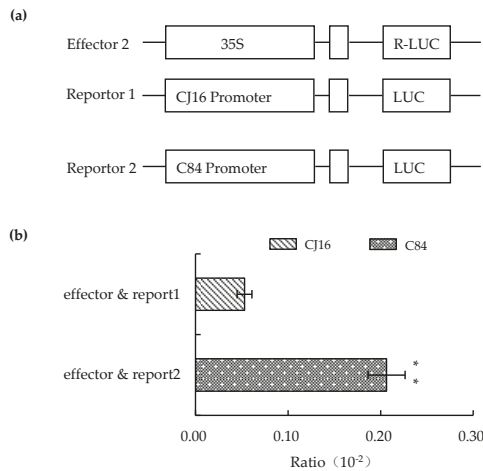 (a)
Effector 2 35S R-LUC
Reportor 1 CJ16 Promoter LUC
Reportor 2 C84 Promoter LUC
(b)
CJ16 C84
effector & report1
effector & report2 * *
0.00 0.10 0.20 0.30
Ratio（10⁻²）